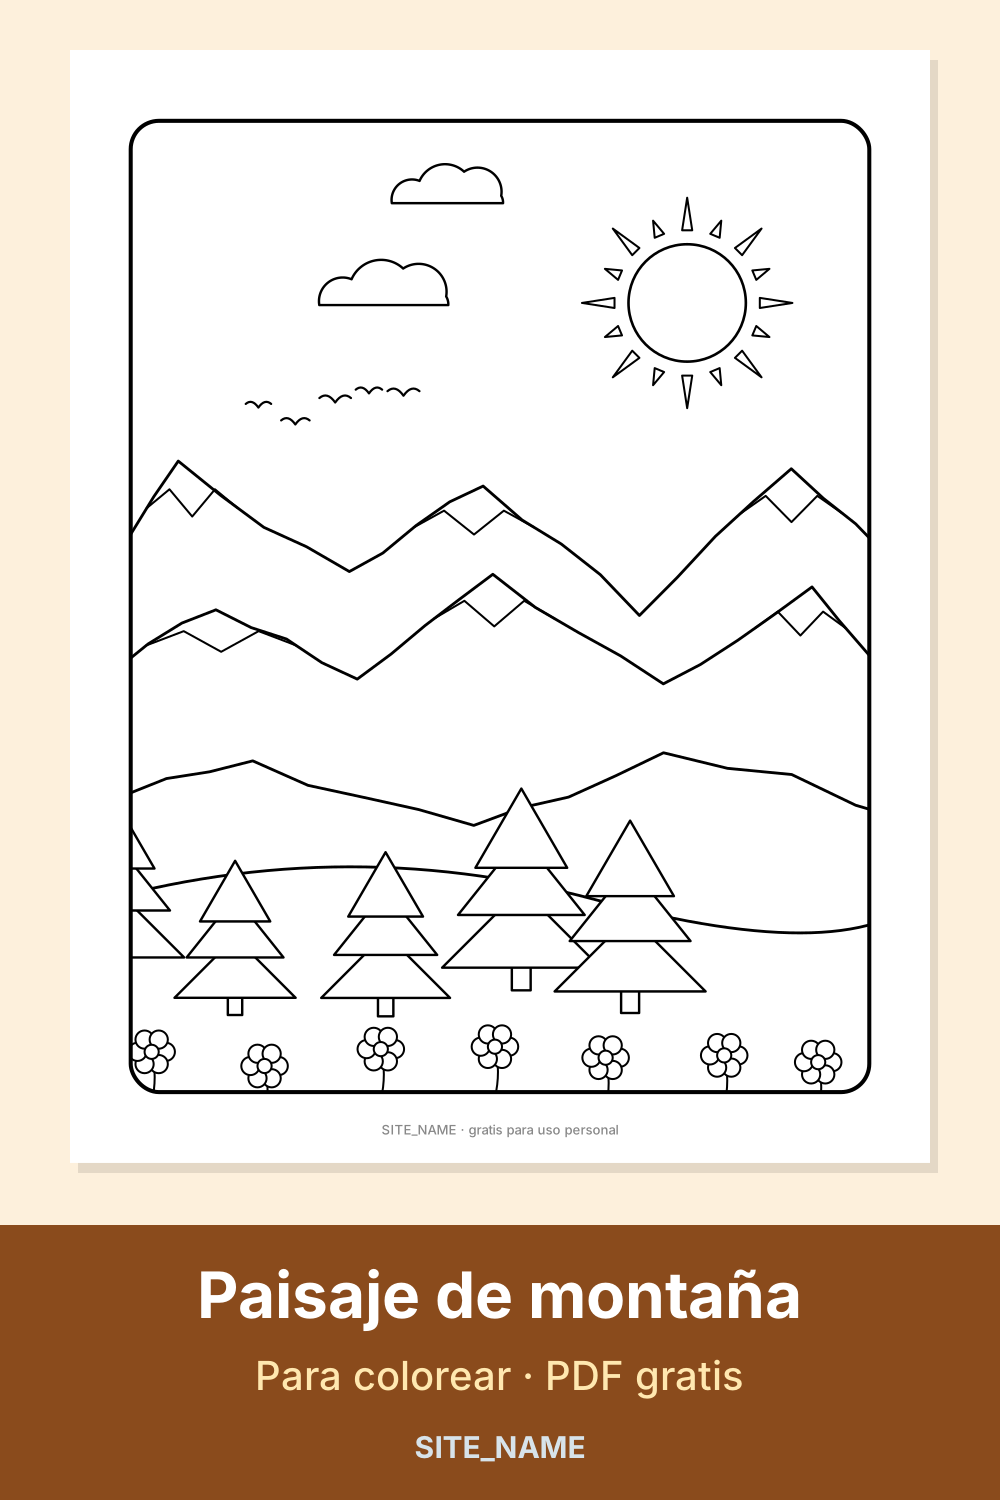 SITE_NAME · gratis para uso personal
Paisaje de montaña
Para colorear · PDF gratis
SITE_NAME